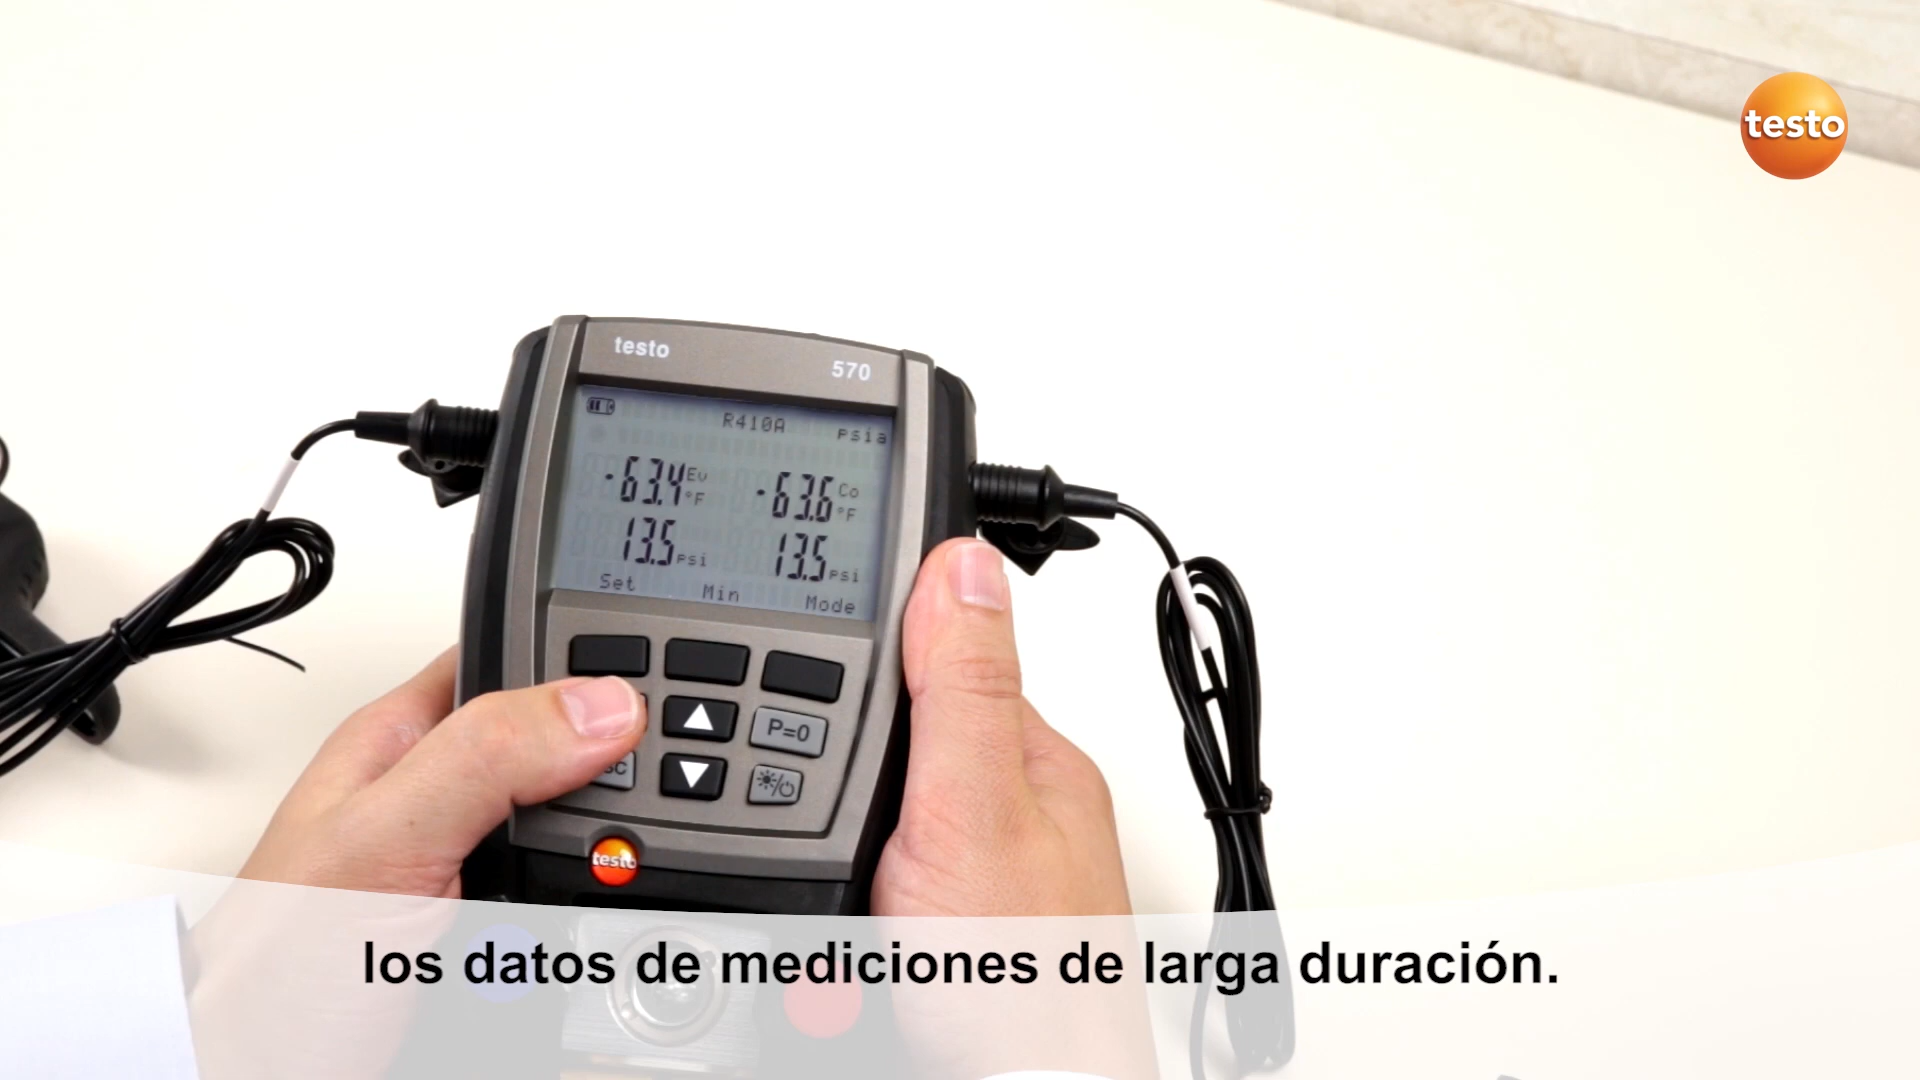 testo
testo
570
R410A
psia
-63.4 Ev °F
-63.6 Co °F
13.5 psi
13.5 psi
Set
Min
Mode
P=0
testo
los datos de mediciones de larga duración.